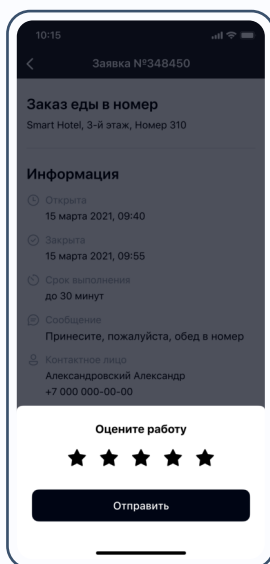 10:15
Заявка №348450
Заказ еды в номер
Smart Hotel, 3-й этаж, Номер 310
Информация
Открыта
15 марта 2021, 09:40
Закрыта
15 марта 2021, 09:55
Срок выполнения
до 30 минут
Сообщение
Принесите, пожалуйста, обед в номер
Контактное лицо
Александровский Александр
+7 000 000-00-00
Оцените работу
Отправить